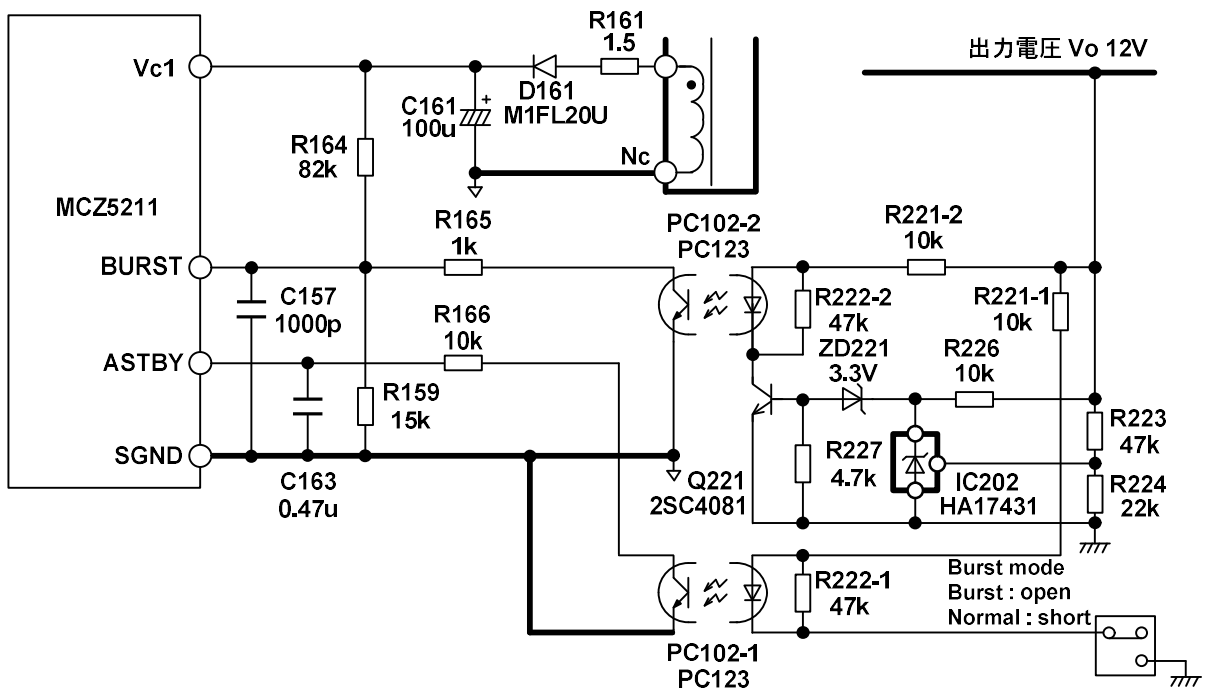 R161
1.5
出力電圧 Vo 12V
Vc1
D161
M1FL20U
C161
100u
+
R164
82k
Nc
MCZ5211
R165
1k
PC102-2
PC123
R221-2
10k
BURST
C157
1000p
R222-2
47k
R221-1
10k
R166
10k
ZD221
3.3V
R226
10k
ASTBY
R159
15k
R223
47k
R227
4.7k
SGND
Q221
2SC4081
IC202
HA17431
R224
22k
C163
0.47u
Burst mode
Burst : open
Normal : short
R222-1
47k
PC102-1
PC123